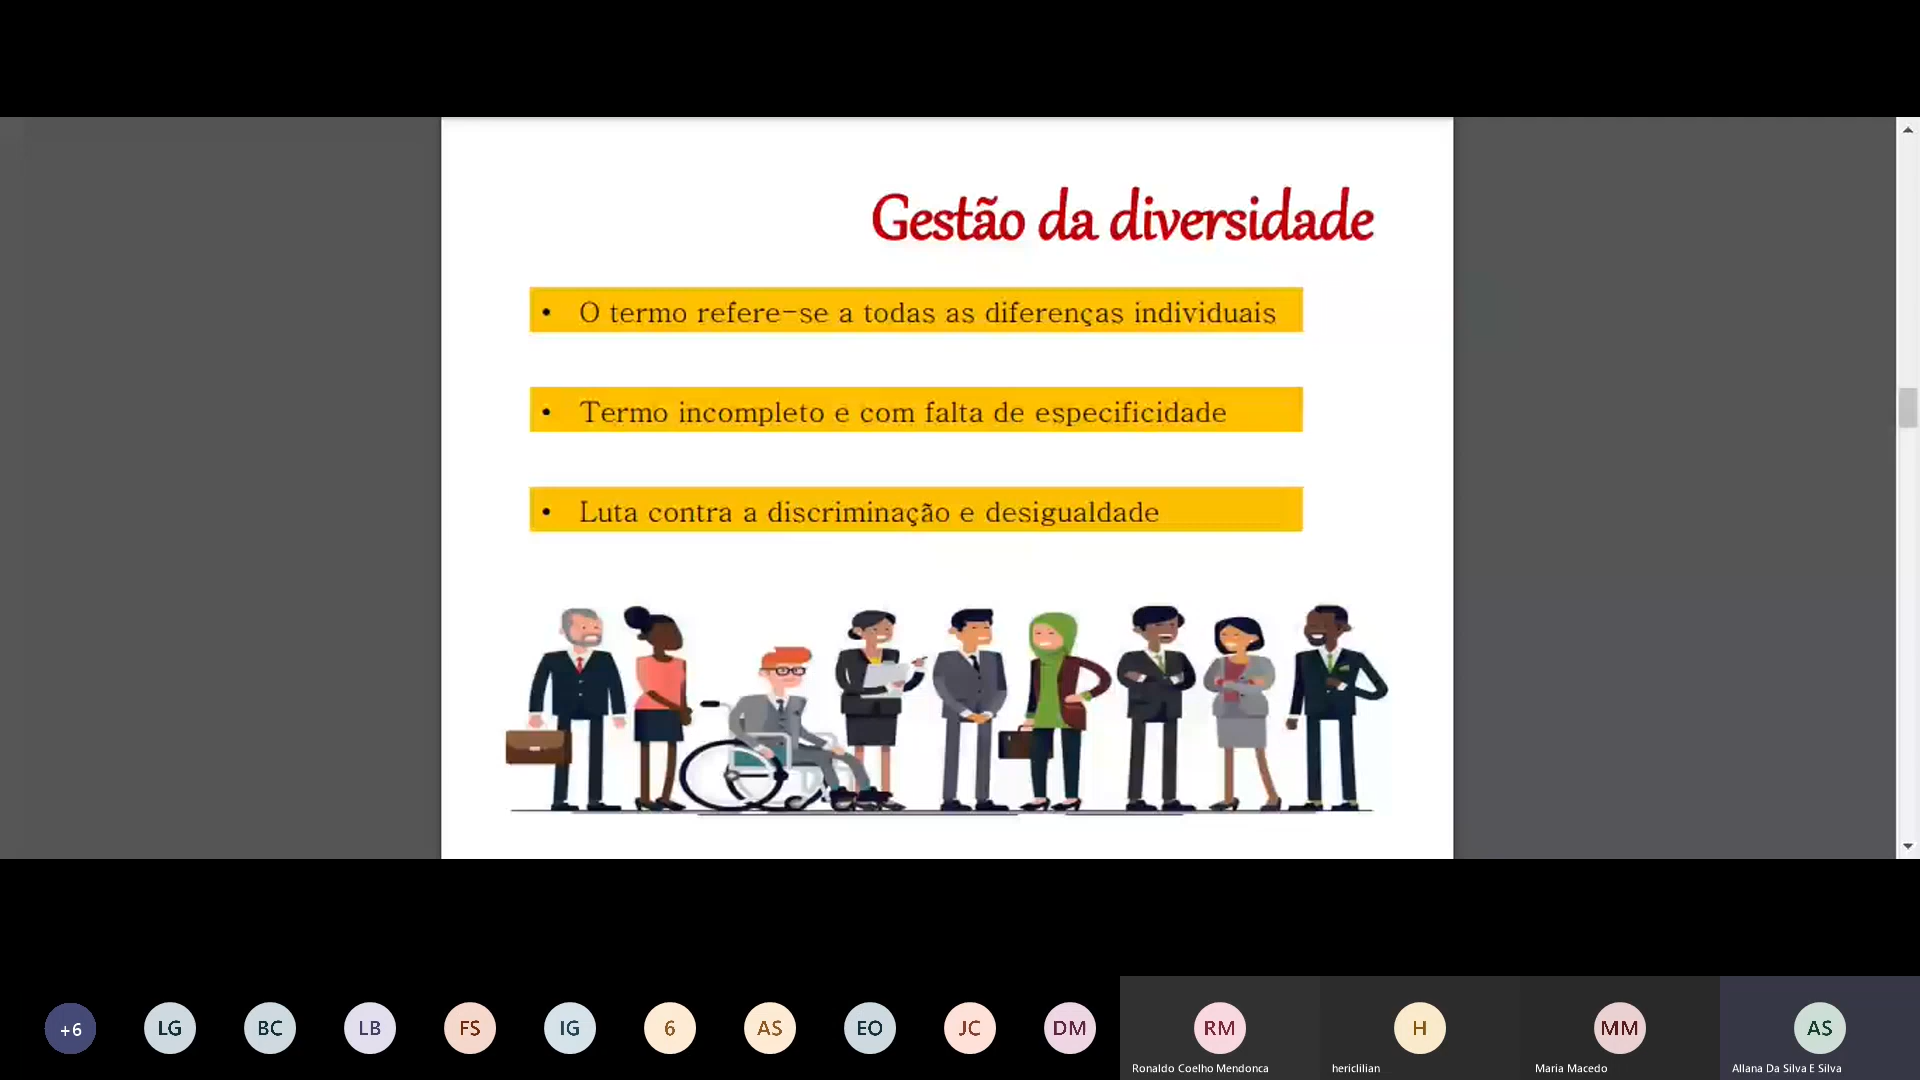 Gestão da diversidade
• O termo refere-se a todas as diferenças individuais
• Termo incompleto e com falta de especificidade
• Luta contra a discriminação e desigualdade
+6 LG BC LB FS IG 6 AS EO JC DM RM H MM AS
Ronaldo Coelho Mendonca hericlilian Maria Macedo Allana Da Silva E Silva